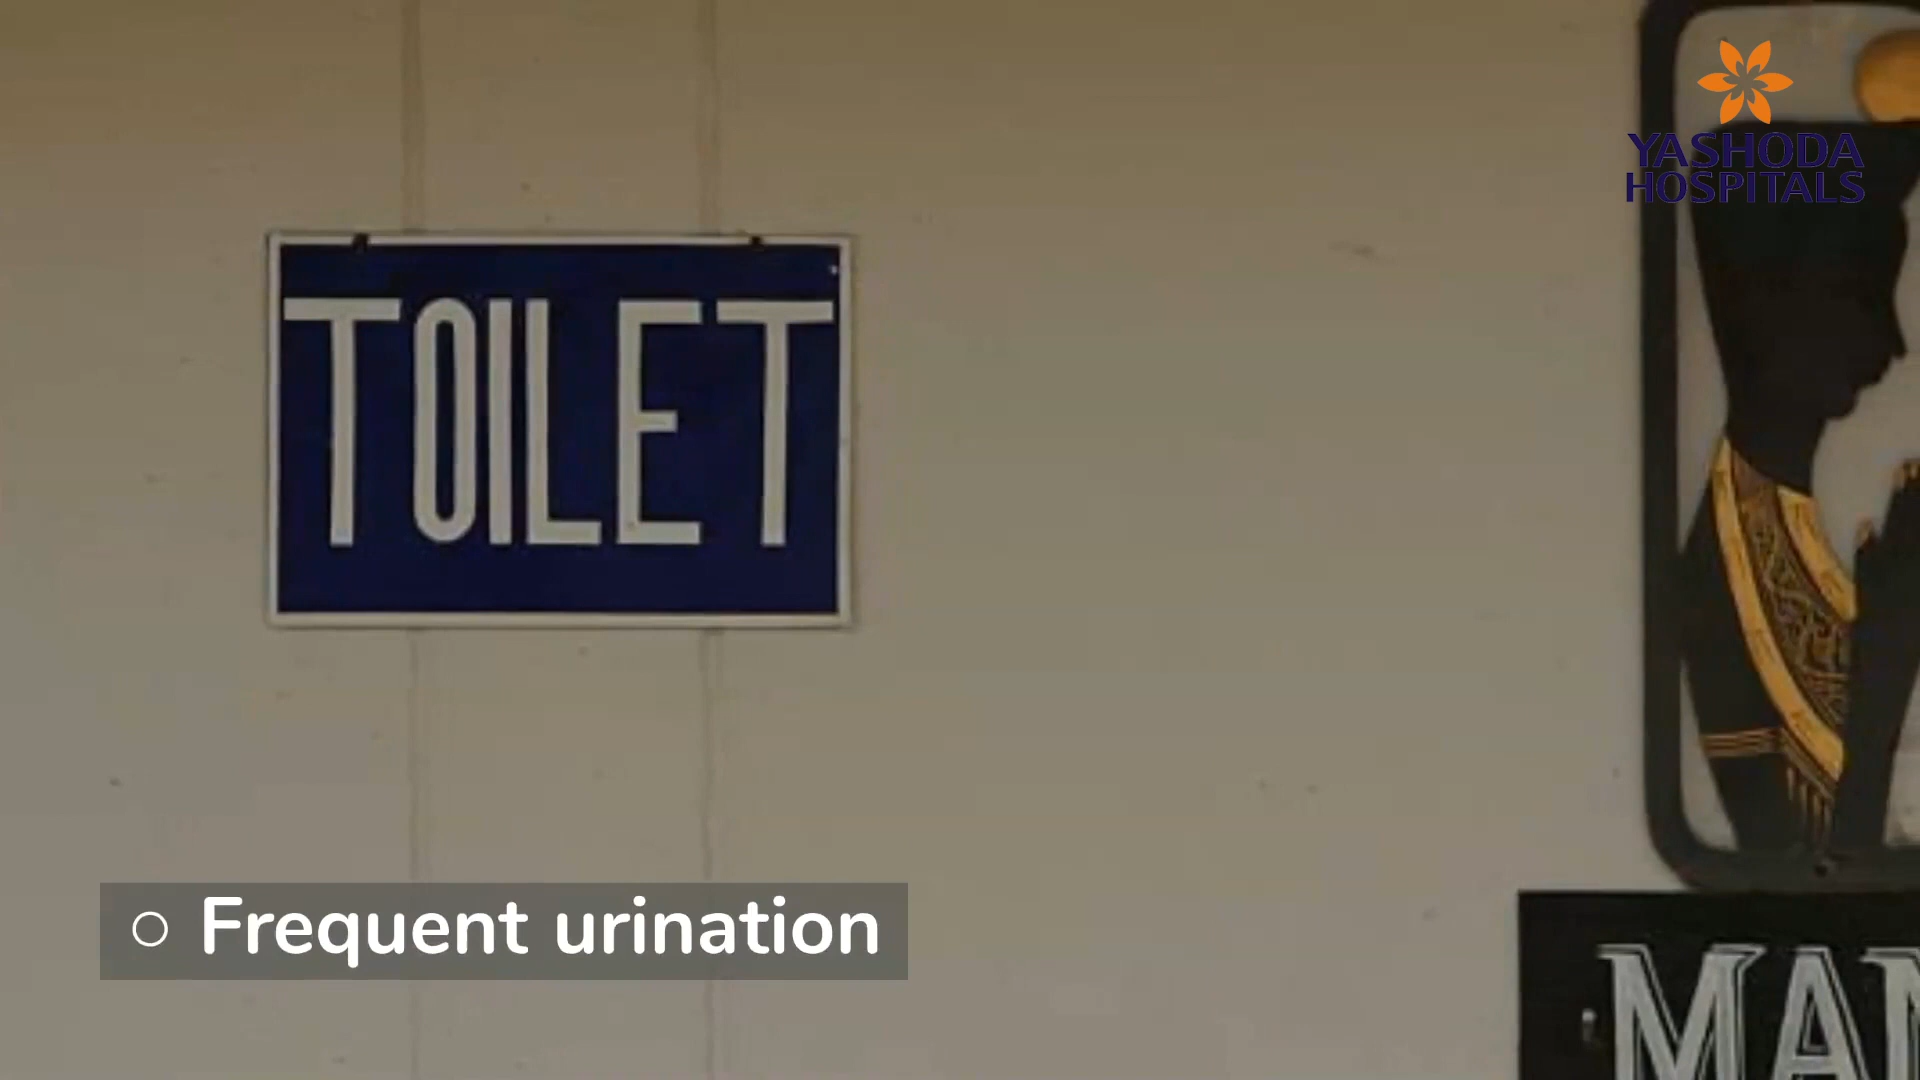 YASHODA
HOSPITALS
TOILET
Frequent urination